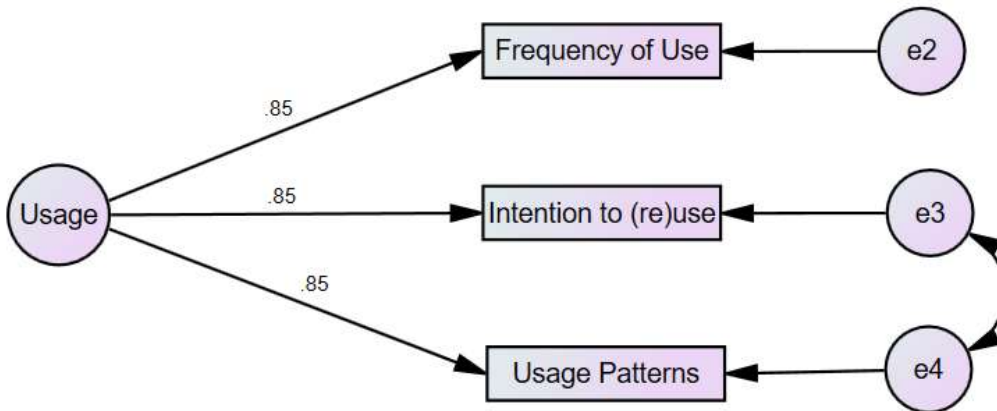 Frequency of Use
e2
.85
Usage
.85
Intention to (re)use
e3
.85
Usage Patterns
e4